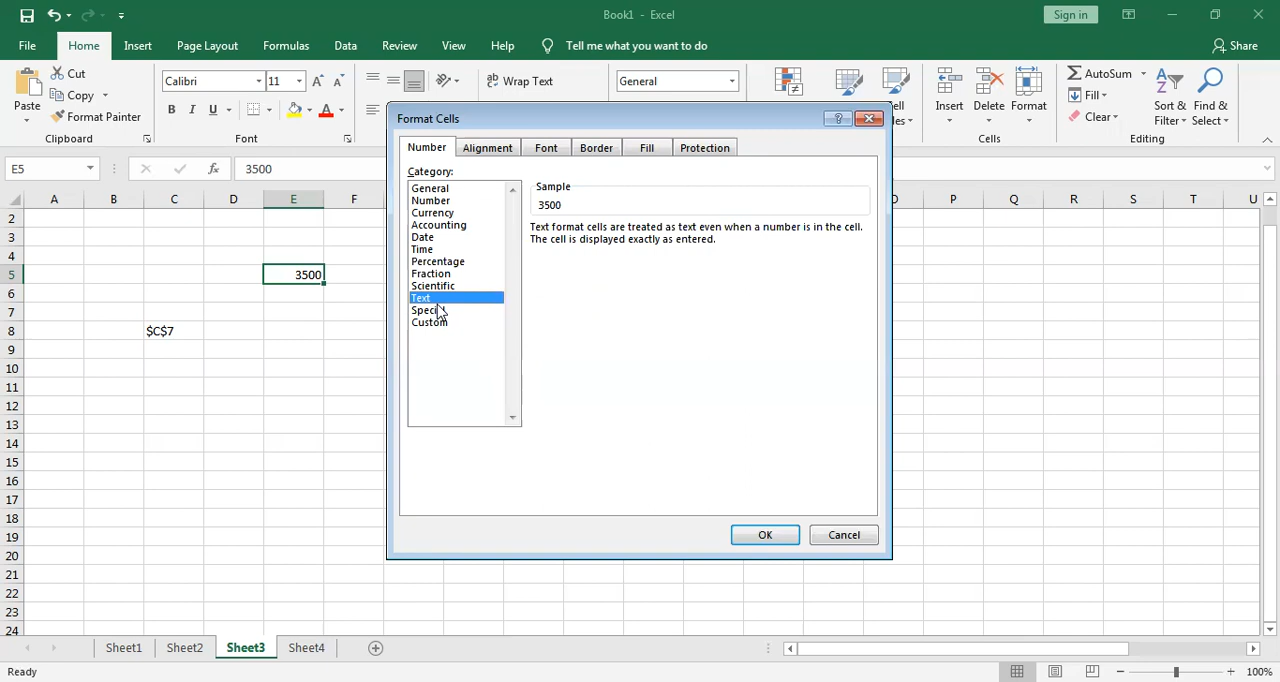 Book1 - Excel
Sign in
File Home Insert Page Layout Formulas Data Review View Help Tell me what you want to do Share
Paste
Cut
Copy
Format Painter
Clipboard
Calibri 11
B I U
Font
Wrap Text
General
Insert
Delete
Format
Cells
AutoSum
Fill
Clear
Sort & Filter
Find & Select
Editing
E5
fx
3500
Format Cells
Number Alignment Font Border Fill Protection
Category:
General
Number
Currency
Accounting
Date
Time
Percentage
Fraction
Scientific
Text
Custom
Sample
3500
Text format cells are treated as text even when a number is in the cell.
The cell is displayed exactly as entered.
OK Cancel
A B C D E F P Q R S T U
2
3
4
5 3500
6
7
8 $C$7
9
10
11
12
13
14
15
16
17
18
19
20
21
22
23
24
Sheet1 Sheet2 Sheet3 Sheet4
Ready
100%